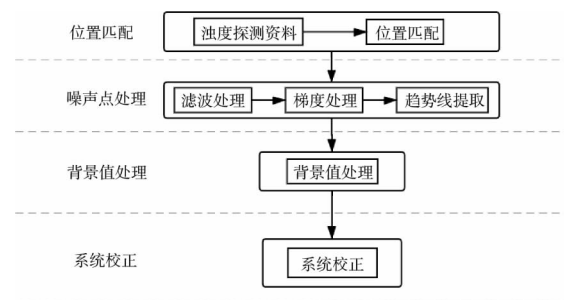 位置匹配 浊度探测资料 位置匹配
噪声点处理 滤波处理 梯度处理 趋势线提取
背景值处理 背景值处理
系统校正 系统校正